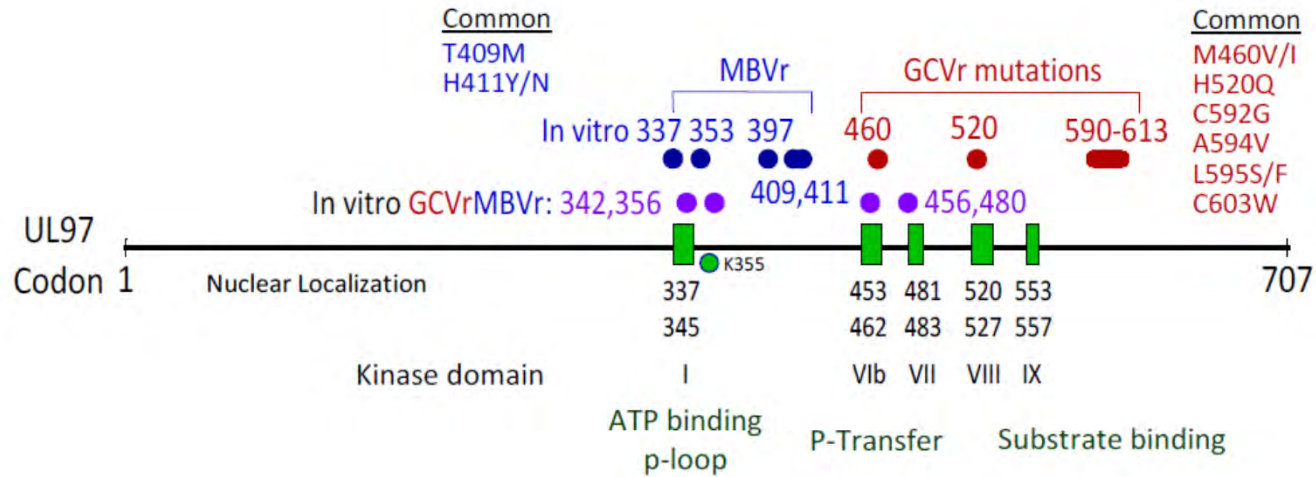 Common
T409M
H411Y/N
MBVr
GCVr mutations
Common
M460V/I
H520Q
C592G
A594V
L595S/F
C603W
In vitro 337 353 397
460
520
590-613
409,411
In vitro GCVrMBVr: 342,356
456,480
UL97
Codon 1
707
K355
Nuclear Localization
337
345
453
462
481
483
520
527
553
557
Kinase domain
I
VIb
VII
VIII
IX
ATP binding
p-loop
P-Transfer
Substrate binding